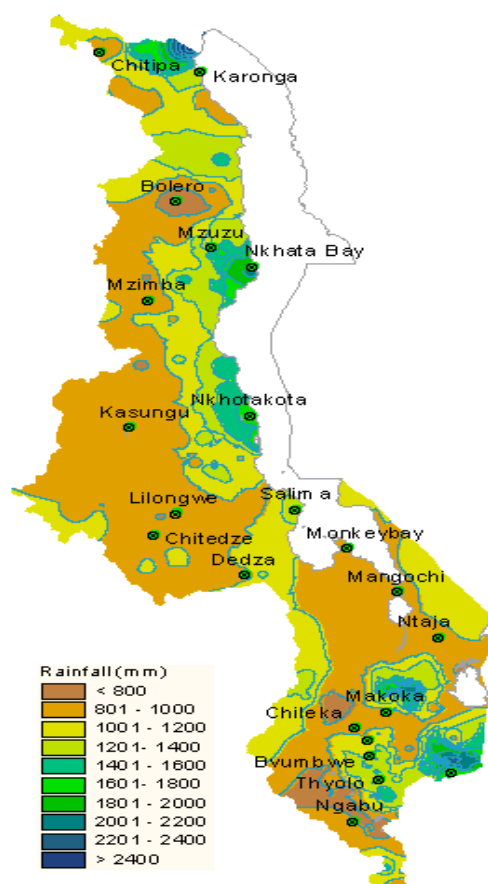 Chitipa
Karonga
Bolero
Mzuzu
Nkhata Bay
Mzimba
Nkhotakota
Kasungu
Lilongwe
Salima
Chitedze
Monkeybay
Dedza
Mangochi
Ntaja
Makoka
Chileka
Bvumbwe
Thyolo
Ngabu
Rainfall (mm)
< 800
801 - 1000
1001 - 1200
1201 - 1400
1401 - 1600
1601 - 1800
1801 - 2000
2001 - 2200
2201 - 2400
> 2400